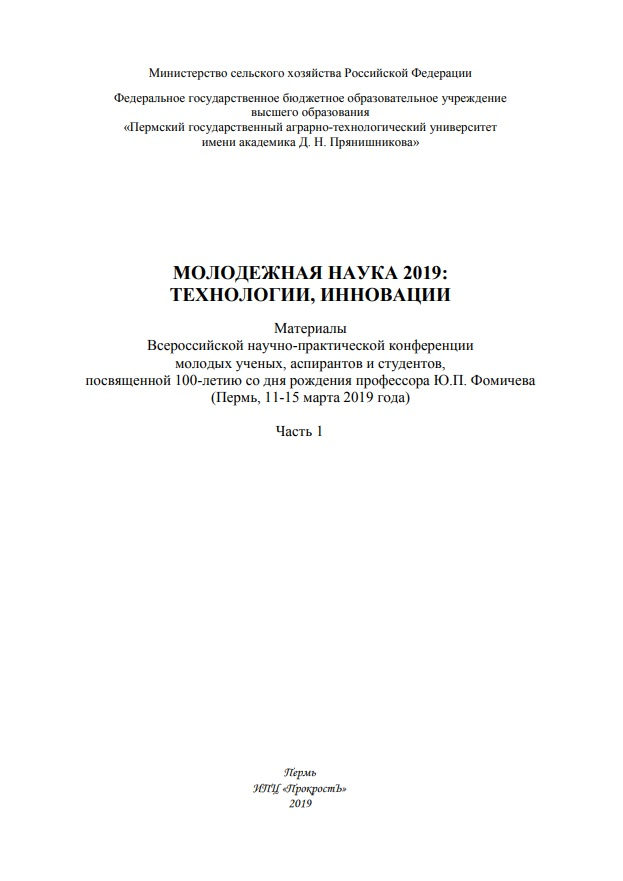 Министерство сельского хозяйства Российской Федерации
Федеральное государственное бюджетное образовательное учреждение
высшего образования
«Пермский государственный аграрно-технологический университет
имени академика Д. Н. Прянишникова»
МОЛОДЕЖНАЯ НАУКА 2019:
ТЕХНОЛОГИИ, ИННОВАЦИИ
Материалы
Всероссийской научно-практической конференции
молодых ученых, аспирантов и студентов,
посвященной 100-летию со дня рождения профессора Ю.П. Фомичева
(Пермь, 11-15 марта 2019 года)
Часть 1
Пермь
ИПЦ «ПрокростЪ»
2019